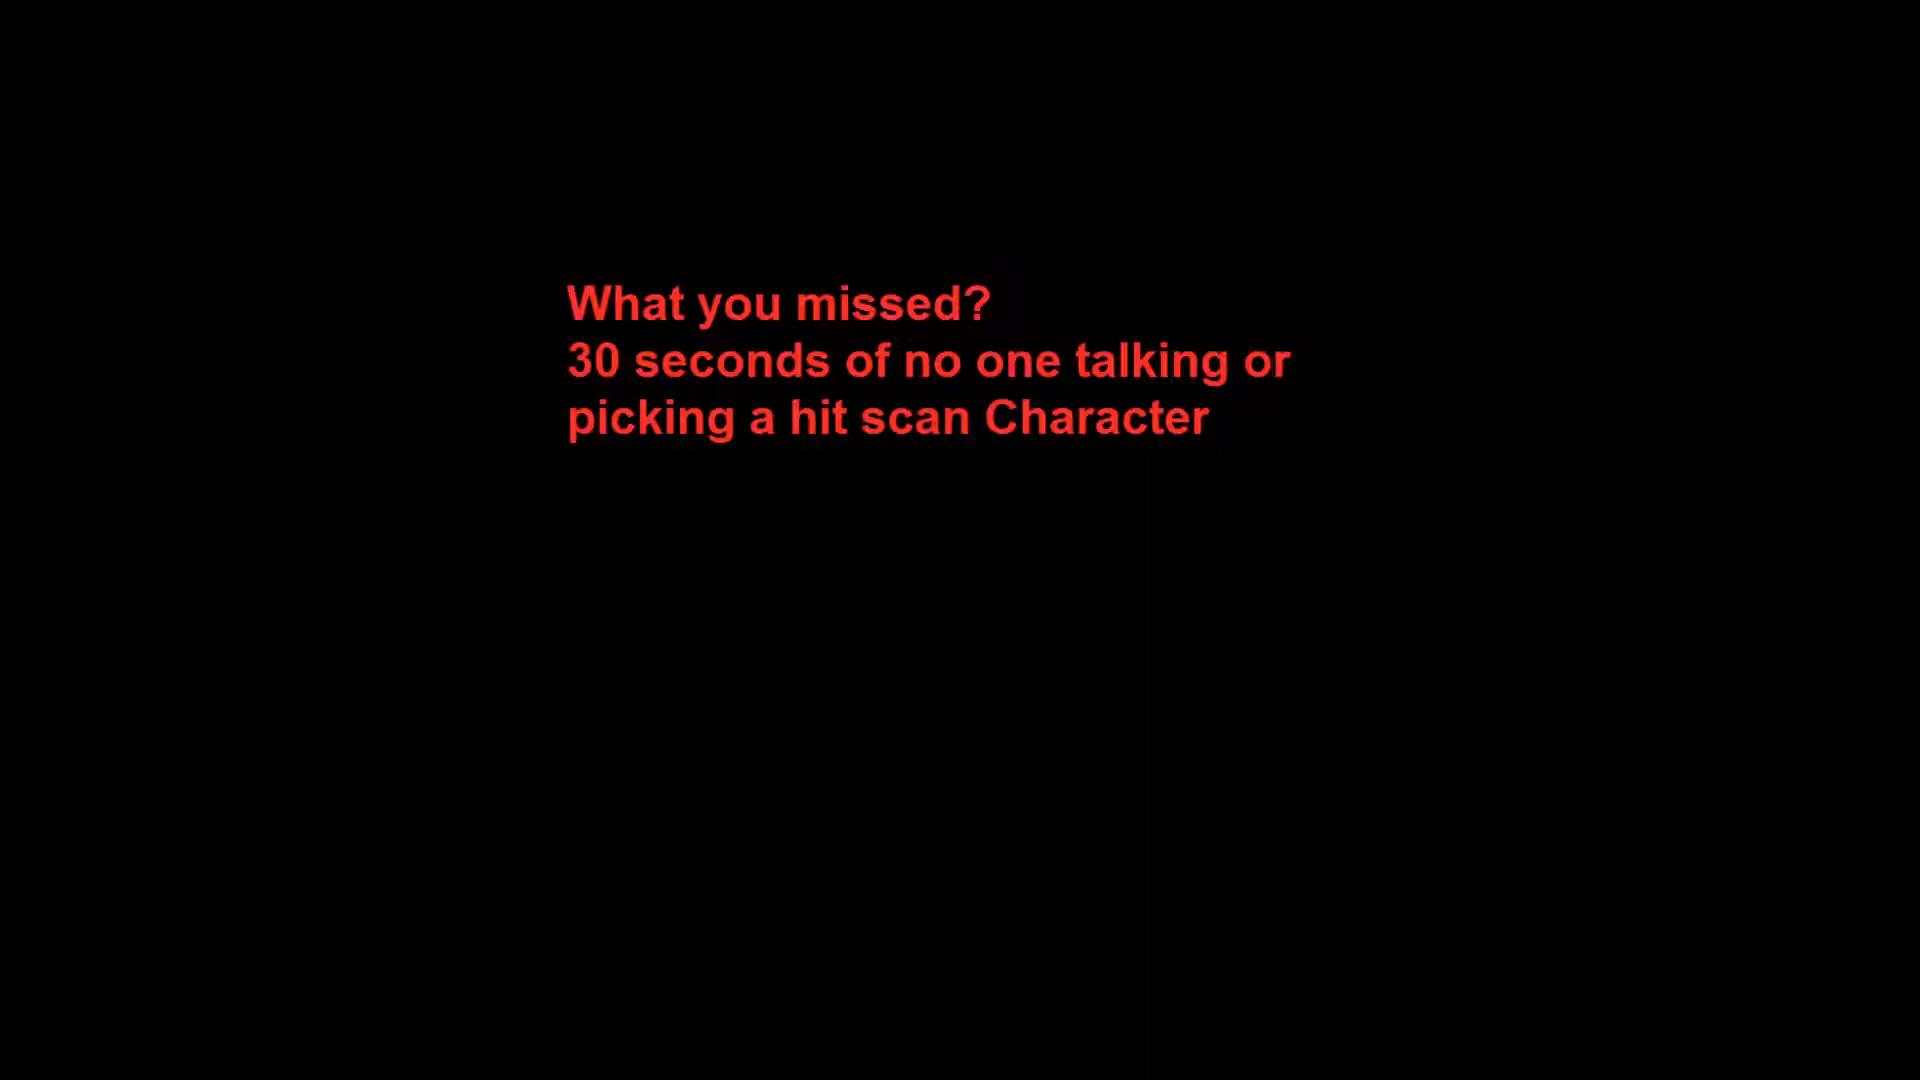 What you missed?
30 seconds of no one talking or
picking a hit scan Character